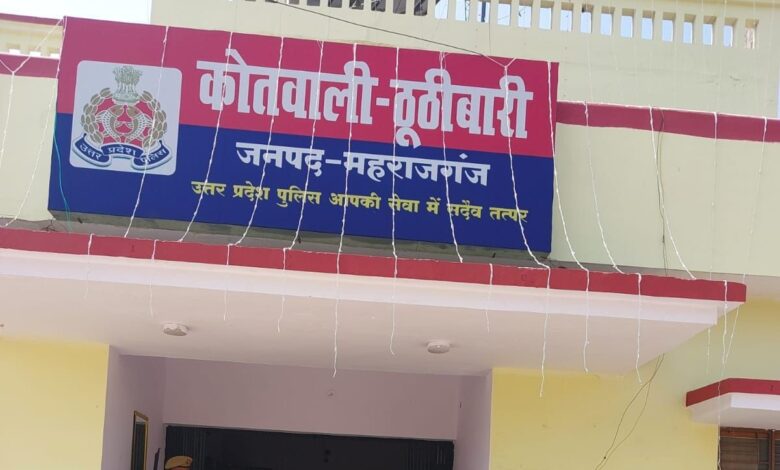 कोतवाली-ठूठीबारी
जनपद-महराजगंज
उत्तर प्रदेश पुलिस आपकी सेवा में सदैव तत्पर
उत्तर प्रदेश पुलिस